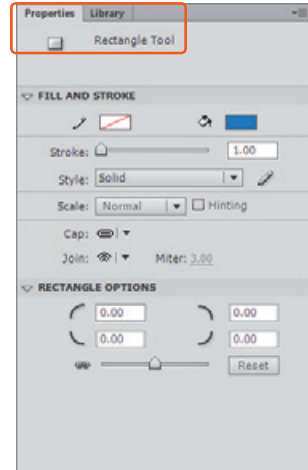 Properties Library
Rectangle Tool
FILL AND STROKE
Stroke: 1.00
Style: Solid
Scale: Normal Hinting
Cap:
Join: Miter: 3.00
RECTANGLE OPTIONS
0.00 0.00
0.00 0.00
Reset